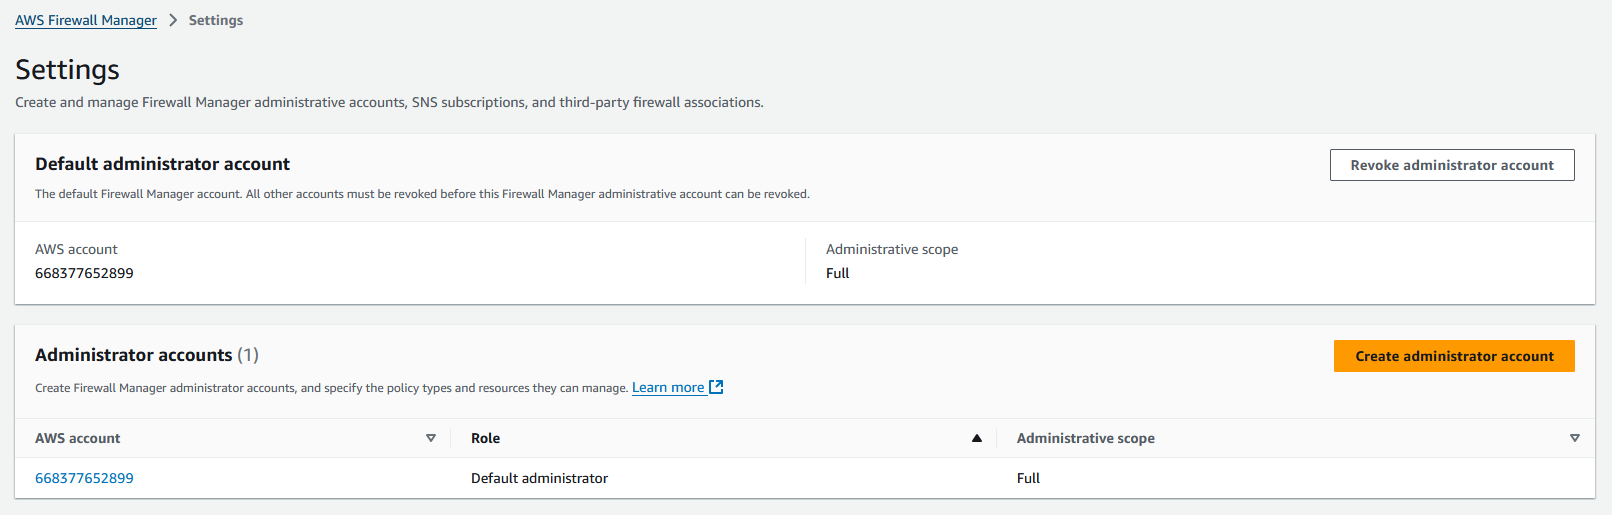 AWS Firewall Manager > Settings
Settings
Create and manage Firewall Manager administrative accounts, SNS subscriptions, and third-party firewall associations.
Default administrator account
Revoke administrator account
The default Firewall Manager account. All other accounts must be revoked before this Firewall Manager administrative account can be revoked.
AWS account
Administrative scope
668377652899
Full
Administrator accounts (1)
Create administrator account
Create Firewall Manager administrator accounts, and specify the policy types and resources they can manage. Learn more
AWS account Role Administrative scope
668377652899 Default administrator Full